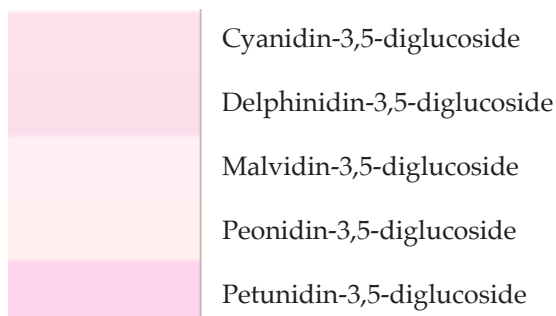 Cyanidin-3,5-diglucoside
Delphinidin-3,5-diglucoside
Malvidin-3,5-diglucoside
Peonidin-3,5-diglucoside
Petunidin-3,5-diglucoside